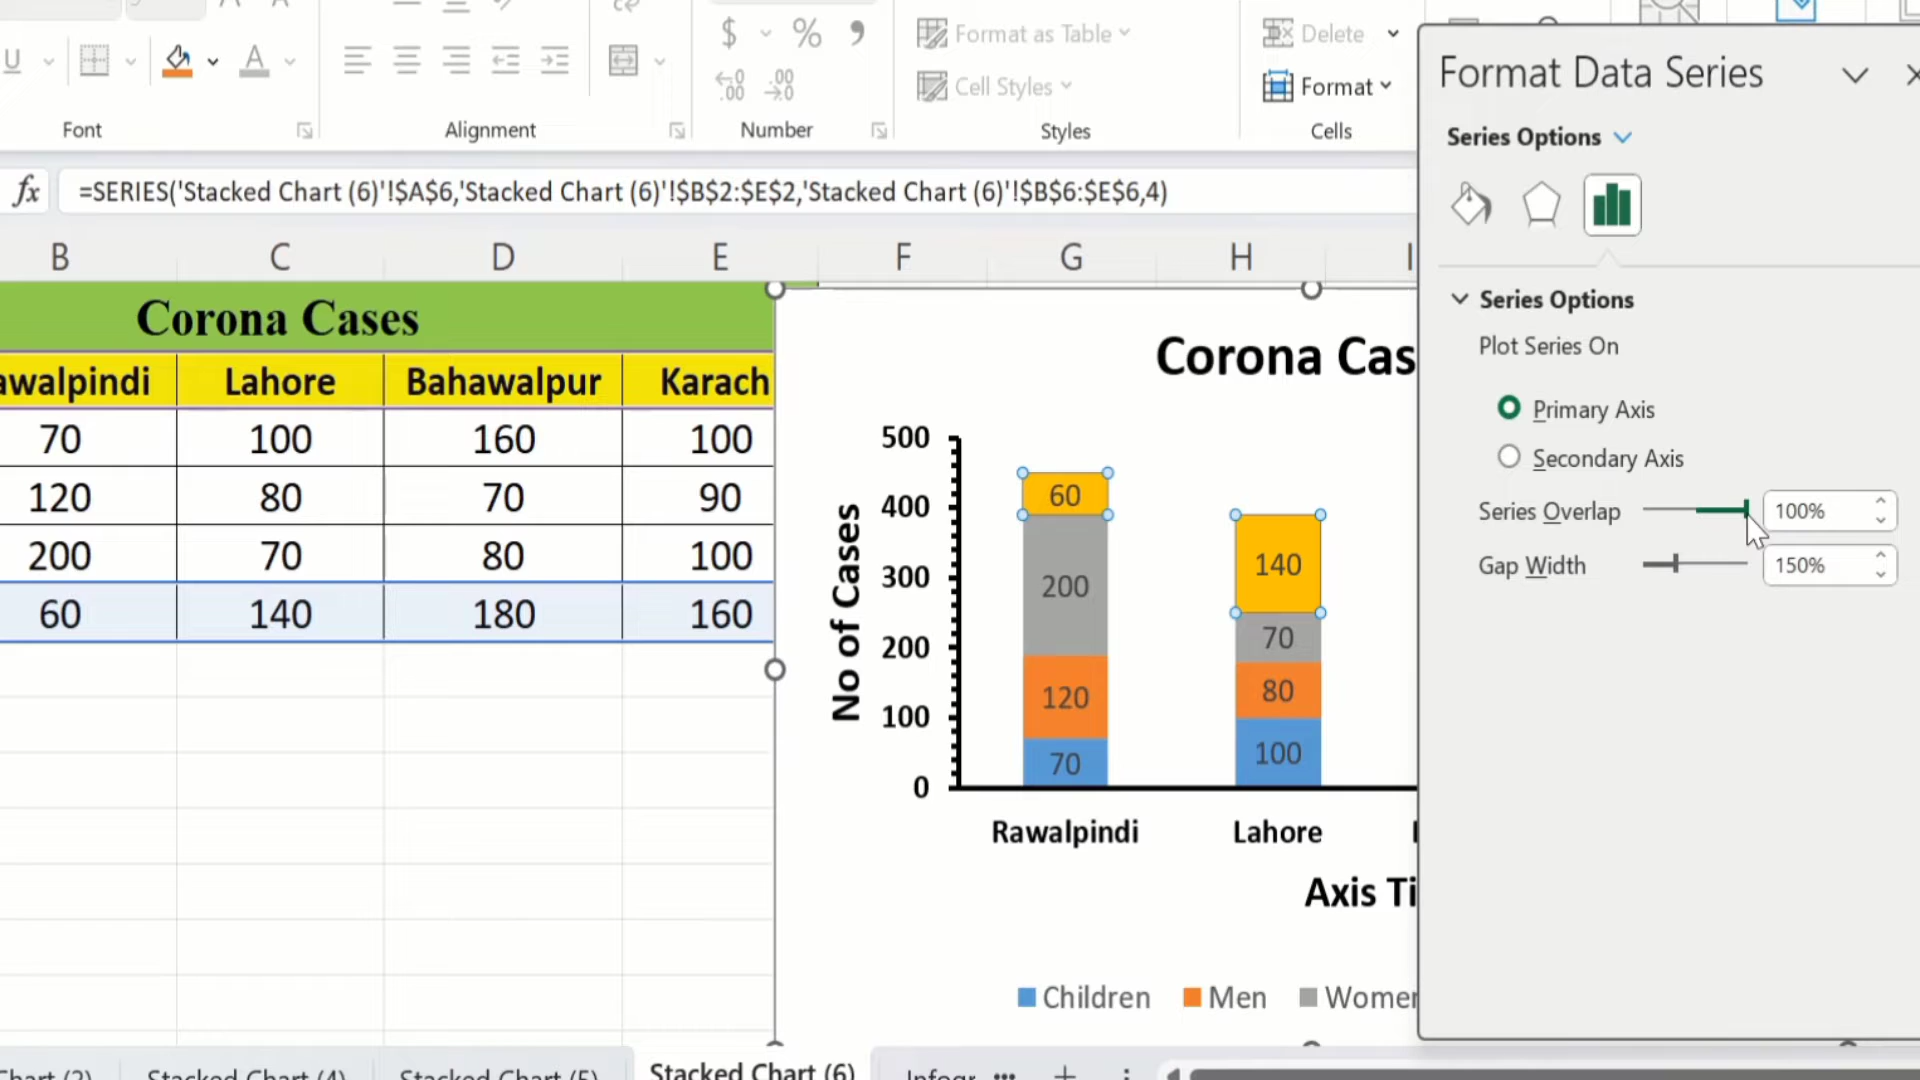 $ % 9 Format as Table Delete
U A .00 .00 Cell Styles Format
Font Alignment Number Styles Cells
fx =SERIES('Stacked Chart (6)'!$A$6,'Stacked Chart (6)'!$B$2:$E$2,'Stacked Chart (6)'!$B$6:$E$6,4)
B C D E F G H I
Corona Cases
awalpindi Lahore Bahawalpur Karach
70 100 160 100
120 80 70 90
200 70 80 100
60 140 180 160
Corona Cas
No of Cases
500
400
300
200
100
0
60
200
120
70
140
70
80
100
Rawalpindi Lahore
Axis Ti
Children Men Women
Format Data Series
Series Options
Series Options
Plot Series On
Primary Axis
Secondary Axis
Series Overlap 100%
Gap Width 150%
Stacked Chart (4) Stacked Chart (5) Stacked Chart (6) Infogr ... +